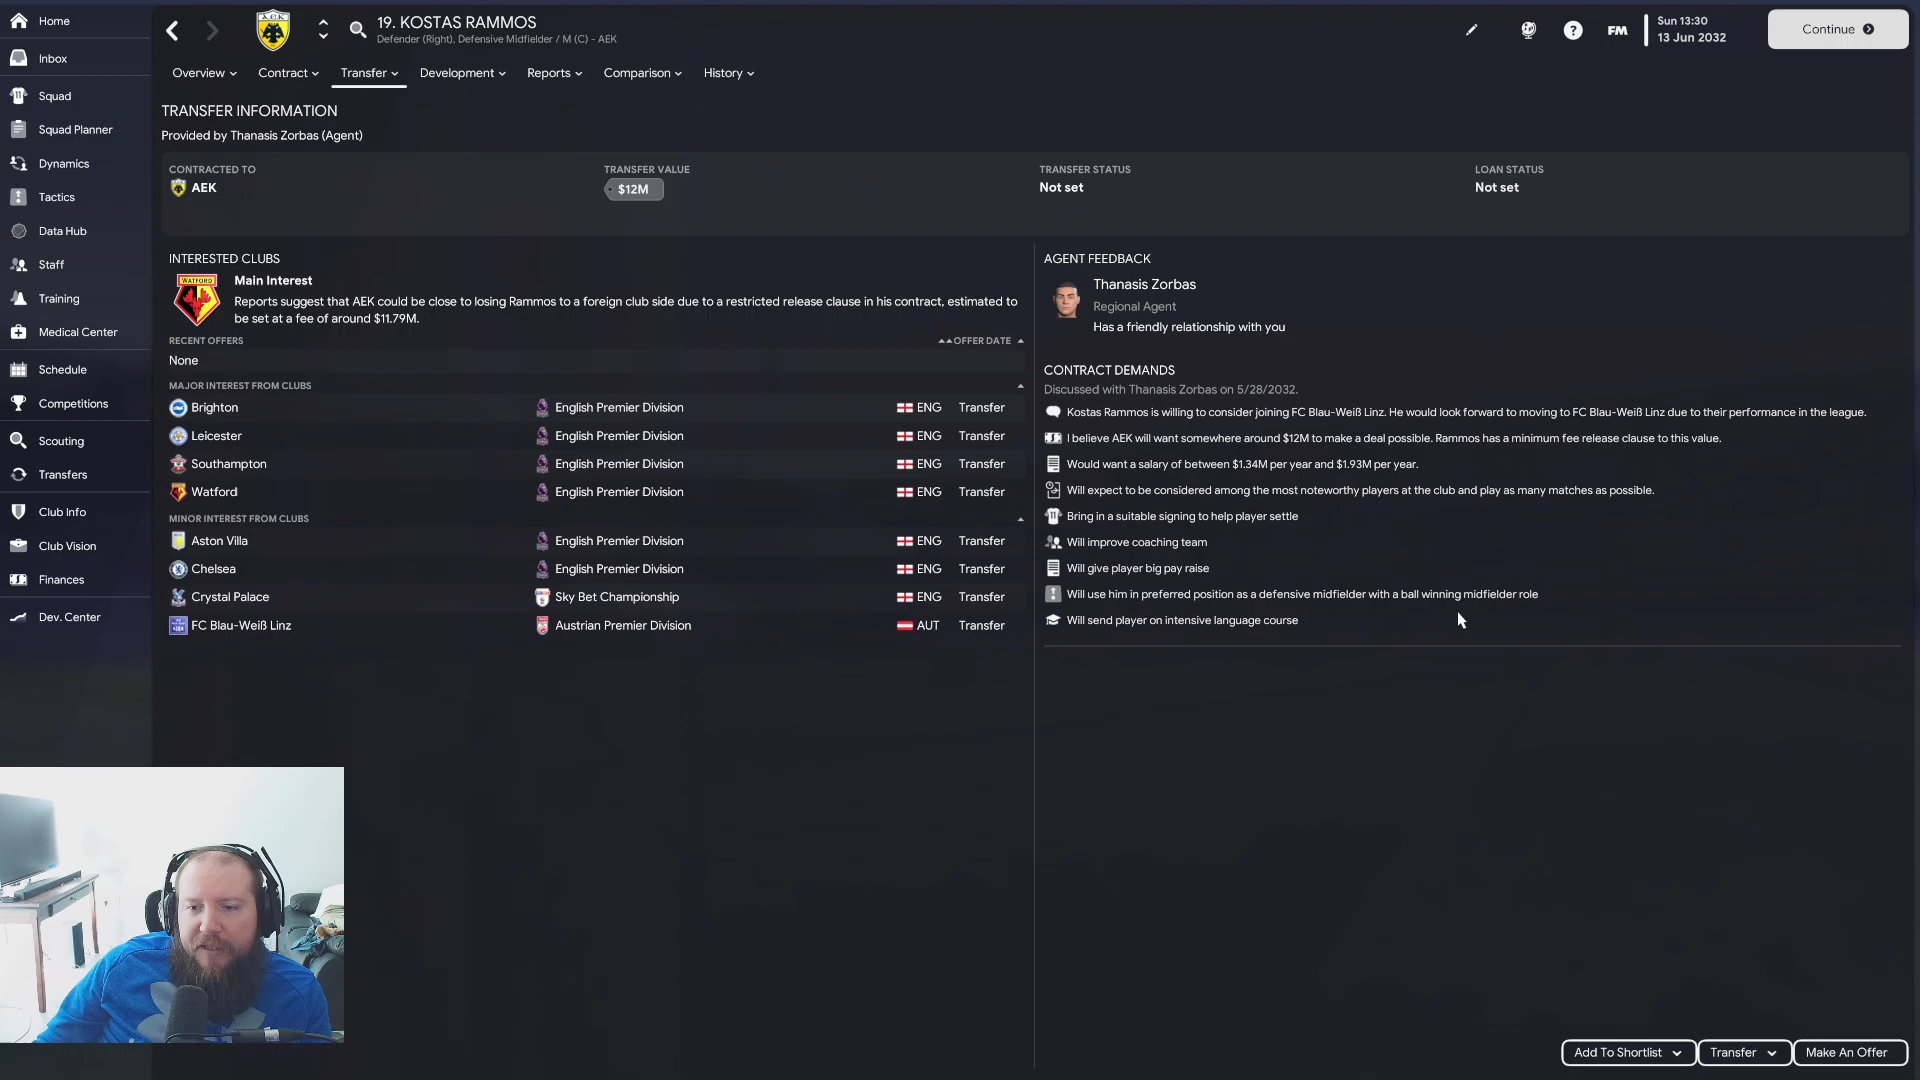 Home
Inbox
Squad
Squad Planner
Dynamics
Tactics
Data Hub
Staff
Training
Medical Center
Schedule
Competitions
Scouting
Transfers
Club Info
Club Vision
Finances
Dev. Center
19. KOSTAS RAMMOS
Defender (Right), Defensive Midfielder / M (C) - AEK
FM
Sun 13:30
13 Jun 2032
Continue
Overview
Contract
Transfer
Development
Reports
Comparison
History
TRANSFER INFORMATION
Provided by Thanasis Zorbas (Agent)
CONTRACTED TO
AEK
TRANSFER VALUE
$12M
TRANSFER STATUS
Not set
LOAN STATUS
Not set
INTERESTED CLUBS
WATFORD
Main Interest
Reports suggest that AEK could be close to losing Rammos to a foreign club side due to a restricted release clause in his contract, estimated to
be set at a fee of around $11.79M.
RECENT OFFERS OFFER DATE
None
MAJOR INTEREST FROM CLUBS
Brighton English Premier Division ENG Transfer
Leicester English Premier Division ENG Transfer
Southampton English Premier Division ENG Transfer
Watford English Premier Division ENG Transfer
MINOR INTEREST FROM CLUBS
Aston Villa English Premier Division ENG Transfer
Chelsea English Premier Division ENG Transfer
Crystal Palace Sky Bet Championship ENG Transfer
FC Blau-Weiß Linz Austrian Premier Division AUT Transfer
AGENT FEEDBACK
Thanasis Zorbas
Regional Agent
Has a friendly relationship with you
CONTRACT DEMANDS
Discussed with Thanasis Zorbas on 5/28/2032.
Kostas Rammos is willing to consider joining FC Blau-Weiß Linz. He would look forward to moving to FC Blau-Weiß Linz due to their performance in the league.
I believe AEK will want somewhere around $12M to make a deal possible. Rammos has a minimum fee release clause to this value.
Would want a salary of between $1.34M per year and $1.93M per year.
Will expect to be considered among the most noteworthy players at the club and play as many matches as possible.
Bring in a suitable signing to help player settle
Will improve coaching team
Will give player big pay raise
Will use him in preferred position as a defensive midfielder with a ball winning midfielder role
Will send player on intensive language course
Add To Shortlist
Transfer
Make An Offer